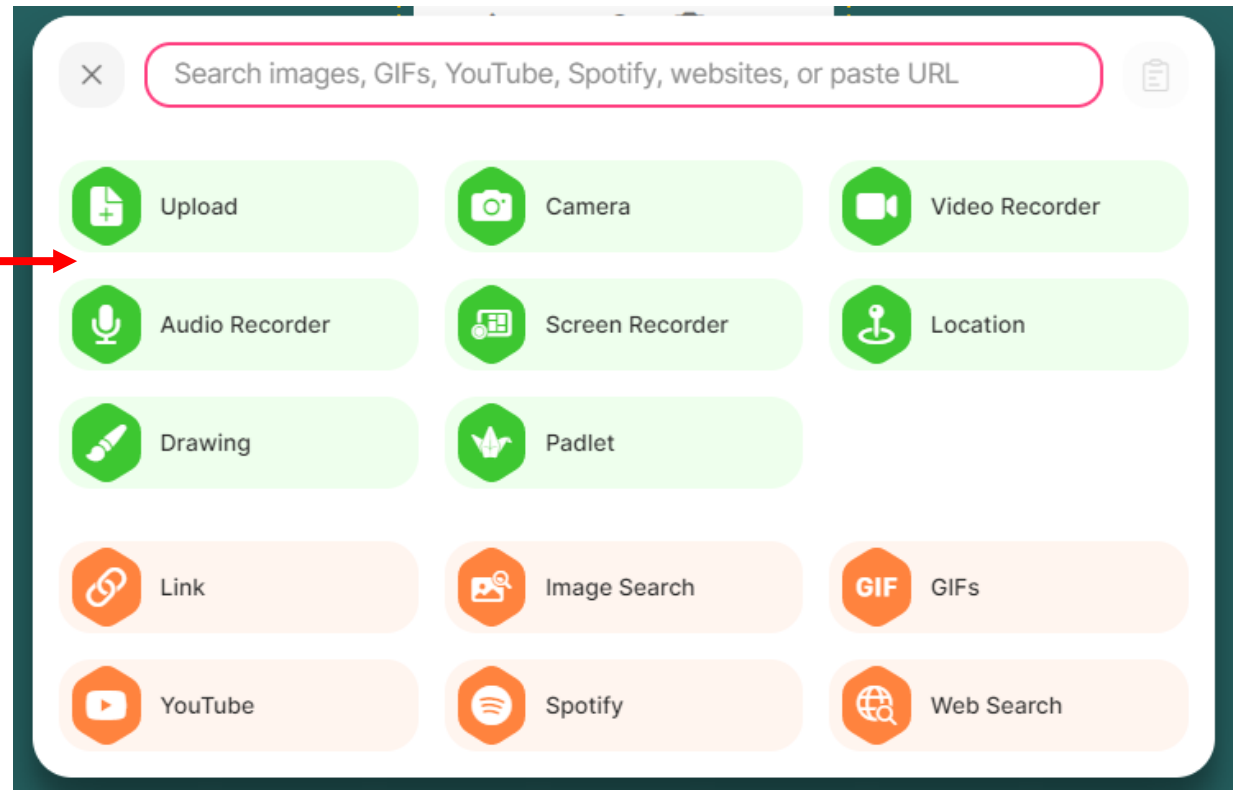 Search images, GIFs, YouTube, Spotify, websites, or paste URL
Upload
Camera
Video Recorder
Audio Recorder
Screen Recorder
Location
Drawing
Padlet
Link
Image Search
GIF
GIFs
YouTube
Spotify
Web Search